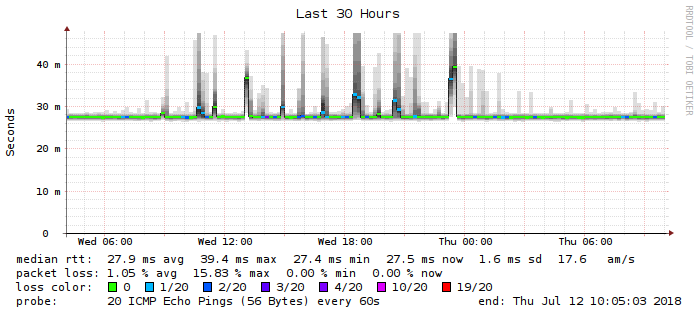 Last 30 Hours
RRDTOOL / TOBI OETIKER
Seconds
40 m
30 m
20 m
10 m
0
Wed 06:00 Wed 12:00 Wed 18:00 Thu 00:00 Thu 06:00
median rtt: 27.9 ms avg 39.4 ms max 27.4 ms min 27.5 ms now 1.6 ms sd 17.6 am/s
packet loss: 1.05 % avg 15.83 % max 0.00 % min 0.00 % now
loss color: 0 1/20 2/20 3/20 4/20 10/20 19/20
probe: 20 ICMP Echo Pings (56 Bytes) every 60s end: Thu Jul 12 10:05:03 2018